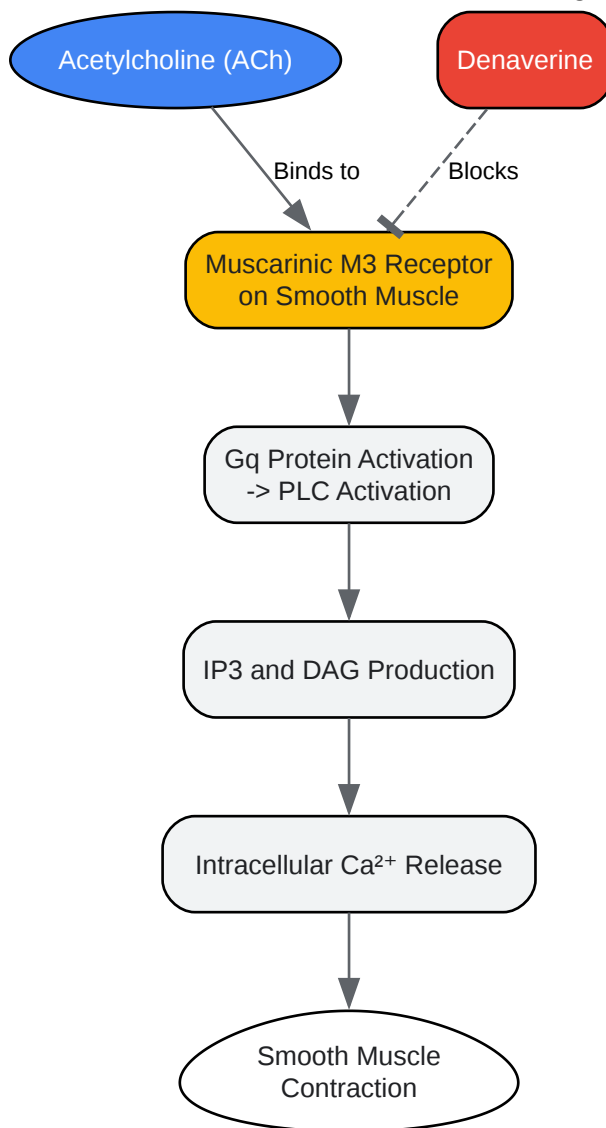 Acetylcholine (ACh)
Denaverine
Binds to
Blocks
Muscarinic M3 Receptor
on Smooth Muscle
Gq Protein Activation
-> PLC Activation
IP3 and DAG Production
Intracellular Ca²⁺ Release
Smooth Muscle
Contraction